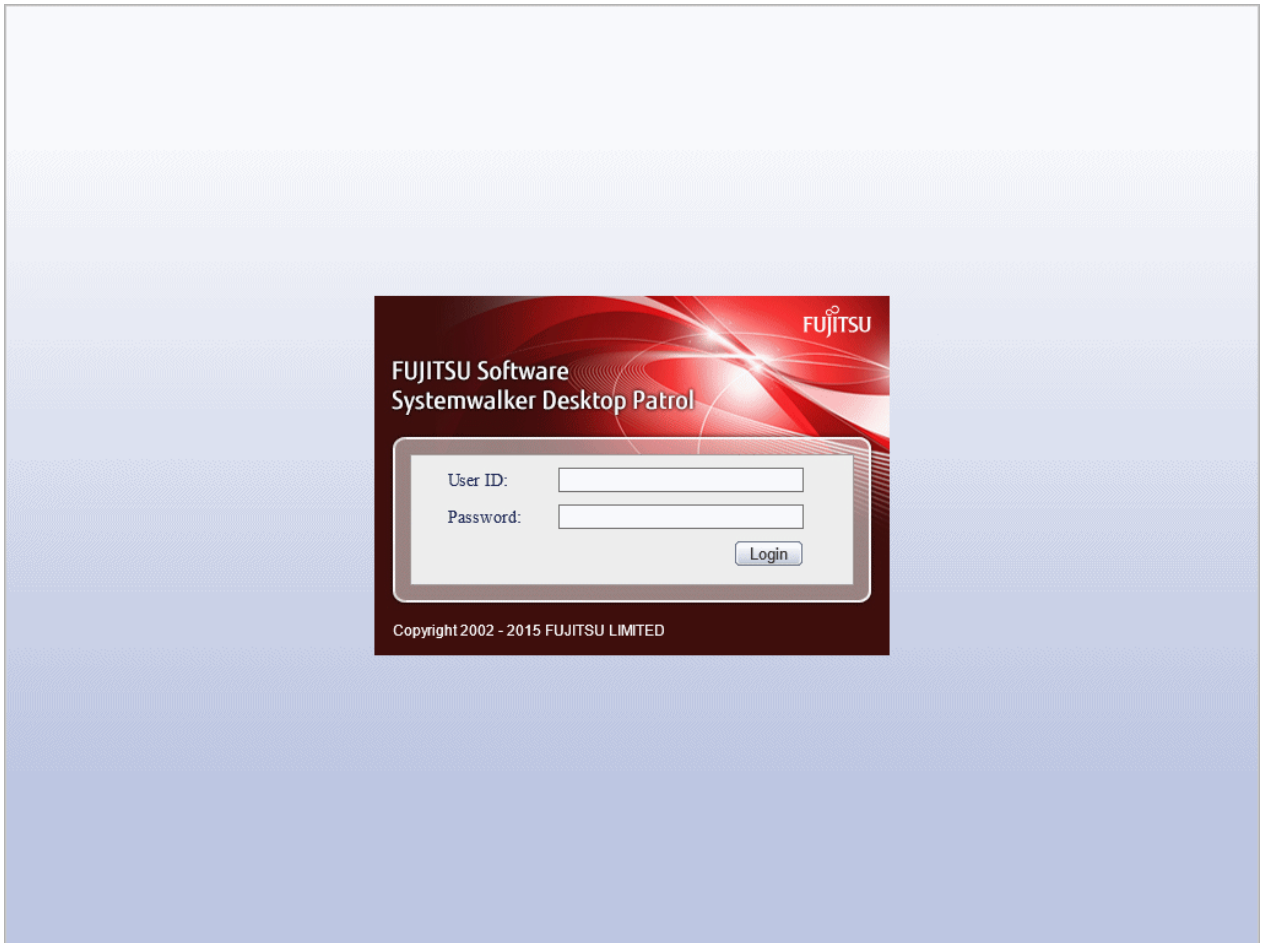 FUJITSU
FUJITSU Software
Systemwalker Desktop Patrol
User ID:
Password:
Login
Copyright 2002 - 2015 FUJITSU LIMITED